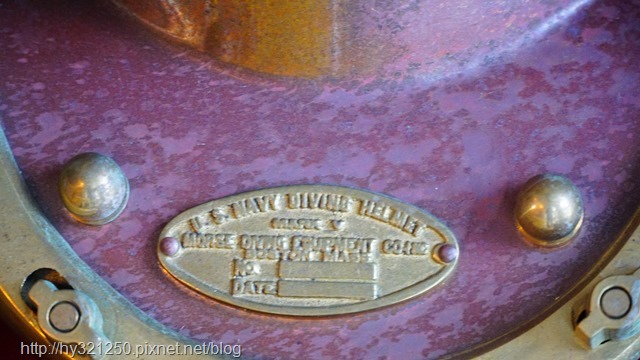 U. S. NAVY DIVING HELMET
MARK V
MORSE DIVING EQUIPMENT CO. INC
BOSTON MASS.
NO.
DATE
http://hy321250.pixnet.net/blog